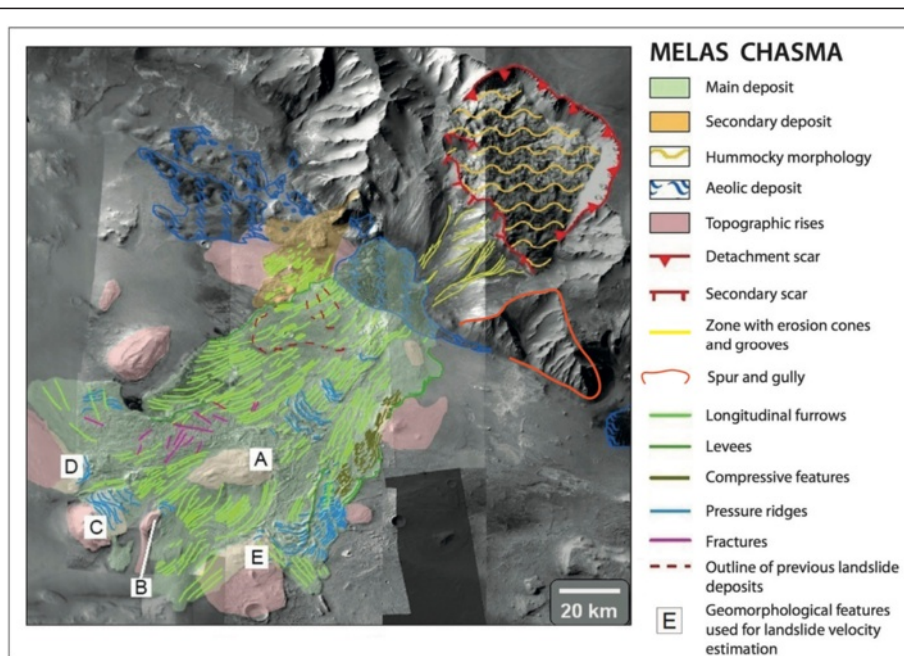 MELAS CHASMA
Main deposit
Secondary deposit
Hummocky morphology
Aeolic deposit
Topographic rises
Detachment scar
Secondary scar
Zone with erosion cones
and grooves
Spur and gully
Longitudinal furrows
Levees
Compressive features
Pressure ridges
Fractures
Outline of previous landslide
deposits
E
Geomorphological features
used for landslide velocity
estimation
A
D
C
B
E
20 km